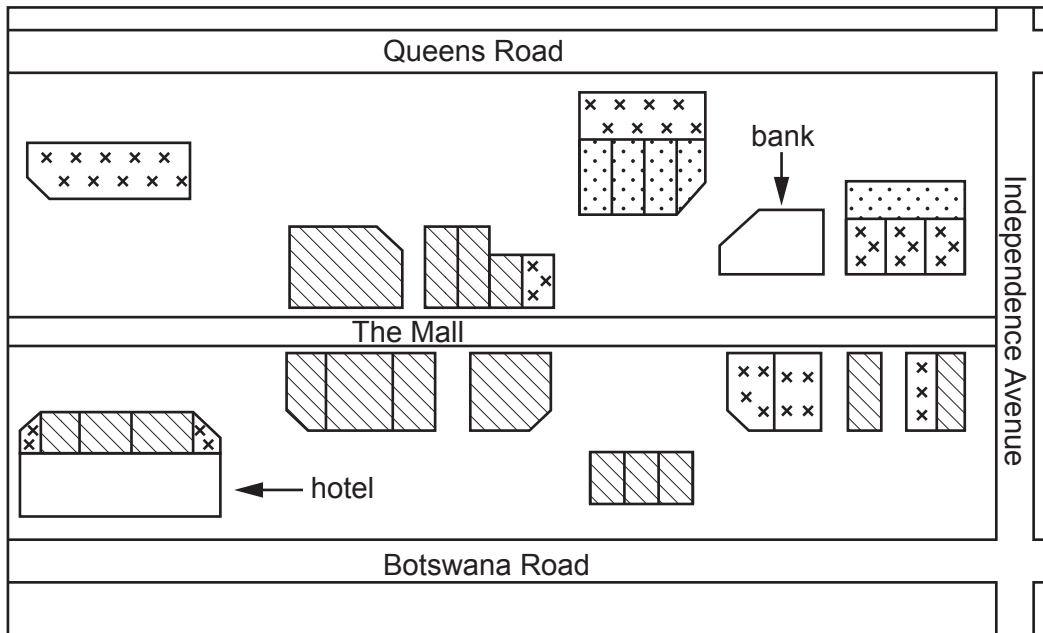 Queens Road
bank
Independence Avenue
The Mall
hotel
Botswana Road